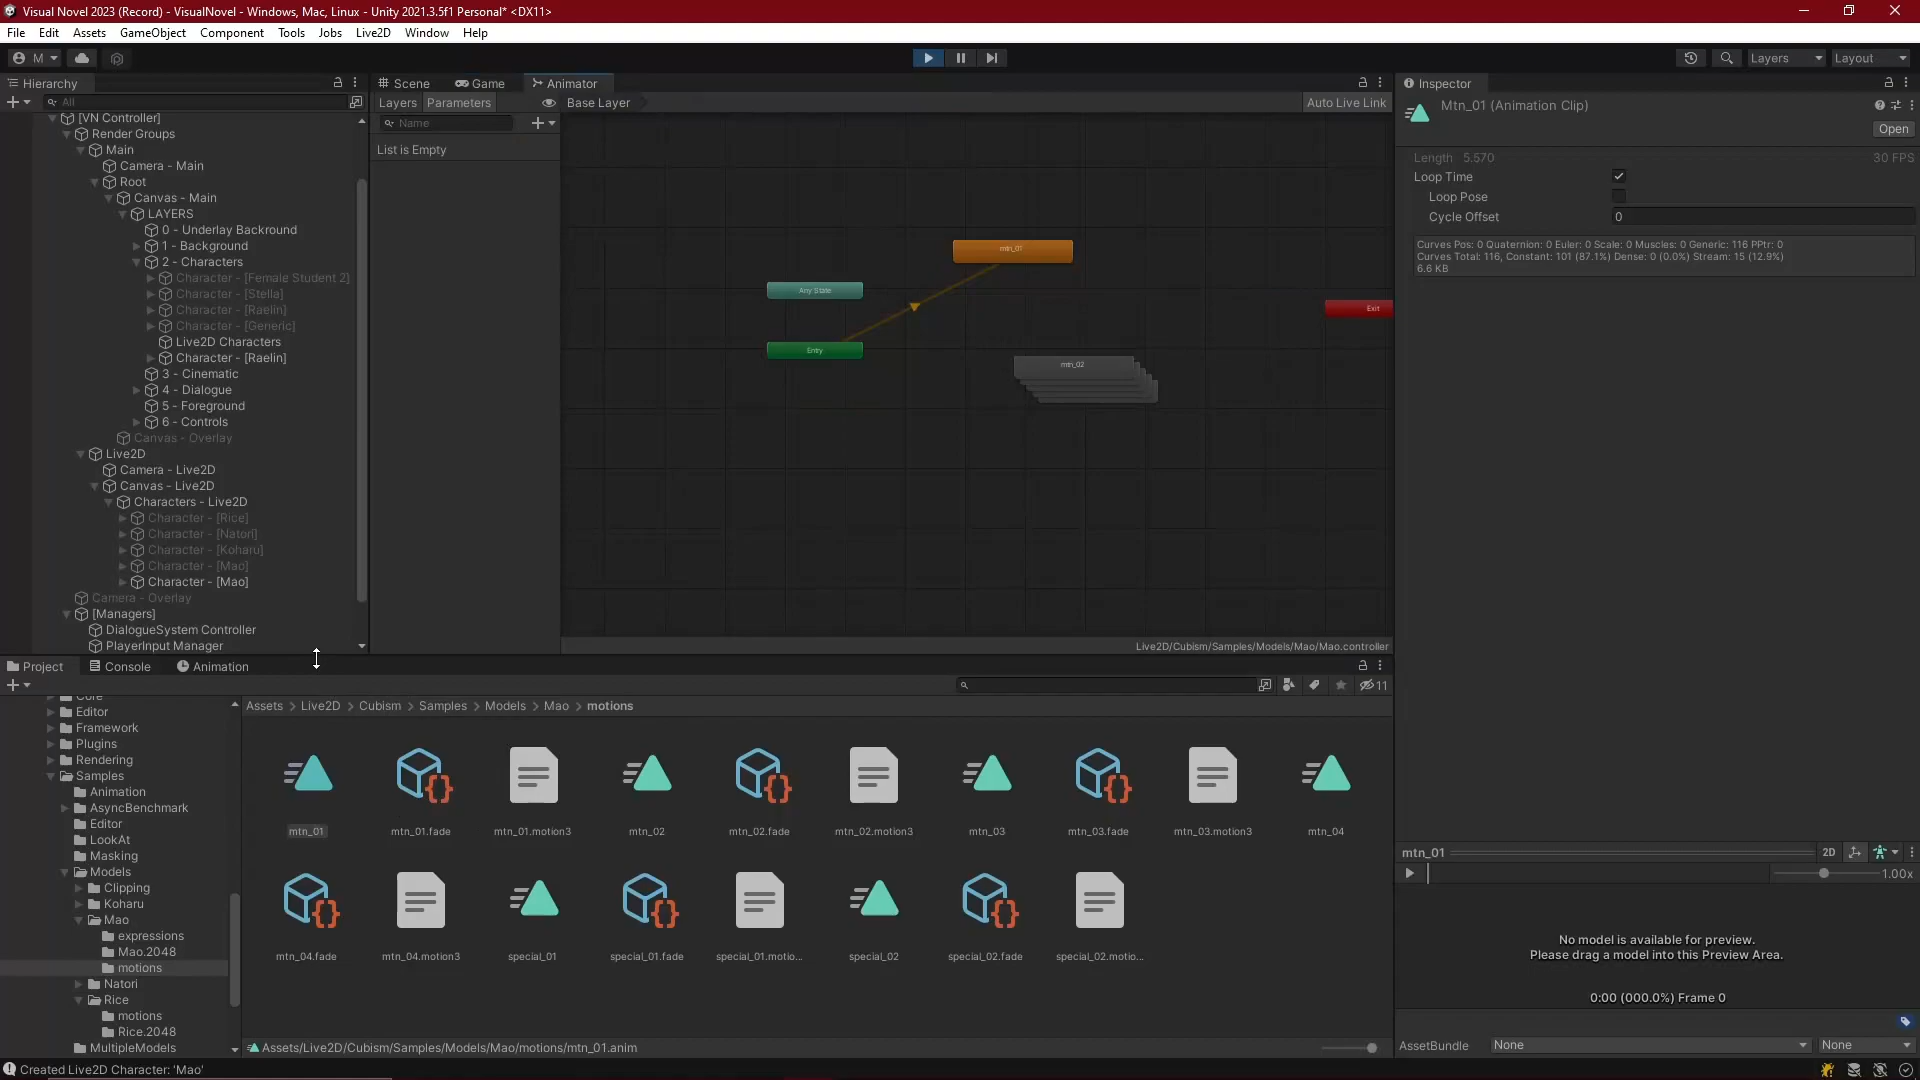 Visual Novel 2023 (Record) - VisualNovel - Windows, Mac, Linux - Unity 2021.3.5f1 Personal* <DX11>
File Edit Assets GameObject Component Tools Jobs Live2D Window Help
M Layers Layout
Hierarchy
All
[VN Controller]
Render Groups
Main
Camera - Main
Root
Canvas - Main
LAYERS
0 - Underlay Backround
1 - Background
2 - Characters
Character - [Female Student 2]
Character - [Stella]
Character - [Raelin]
Character - [Generic]
Live2D Characters
Character - [Raelin]
3 - Cinematic
4 - Dialogue
5 - Foreground
6 - Controls
Canvas - Overlay
Live2D
Camera - Live2D
Canvas - Live2D
Characters - Live2D
Character - [Rice]
Character - [Natori]
Character - [Koharu]
Character - [Mao]
Character - [Mao]
Camera - Overlay
[Managers]
DialogueSystem Controller
PlayerInput Manager
Scene Game Animator
Layers Parameters Base Layer Auto Live Link
Name
List is Empty
mtn_01
Any State
Exit
Entry
mtn_02
Live2D/Cubism/Samples/Models/Mao/Mao.controller
Inspector
Mtn_01 (Animation Clip)
Open
Length 5.570 30 FPS
Loop Time
Loop Pose
Cycle Offset 0
Curves Pos: 0 Quaternion: 0 Euler: 0 Scale: 0 Muscles: 0 Generic: 116 PPtr: 0
Curves Total: 116, Constant: 101 (87.1%) Dense: 0 (0.0%) Stream: 15 (12.9%)
6.6 KB
Project Console Animation
11
Core
Editor
Framework
Plugins
Rendering
Samples
Animation
AsyncBenchmark
Editor
LookAt
Masking
Models
Clipping
Koharu
Mao
expressions
Mao.2048
motions
Natori
Rice
motions
Rice.2048
MultipleModels
Assets > Live2D > Cubism > Samples > Models > Mao > motions
mtn_01 mtn_01.fade mtn_01.motion3 mtn_02 mtn_02.fade mtn_02.motion3 mtn_03 mtn_03.fade mtn_03.motion3 mtn_04
mtn_04.fade mtn_04.motion3 special_01 special_01.fade special_01.motio... special_02 special_02.fade special_02.motio...
Assets/Live2D/Cubism/Samples/Models/Mao/motions/mtn_01.anim
mtn_01 2D
1.00x
No model is available for preview.
Please drag a model into this Preview Area.
0:00 (000.0%) Frame 0
AssetBundle None None
Created Live2D Character: 'Mao'